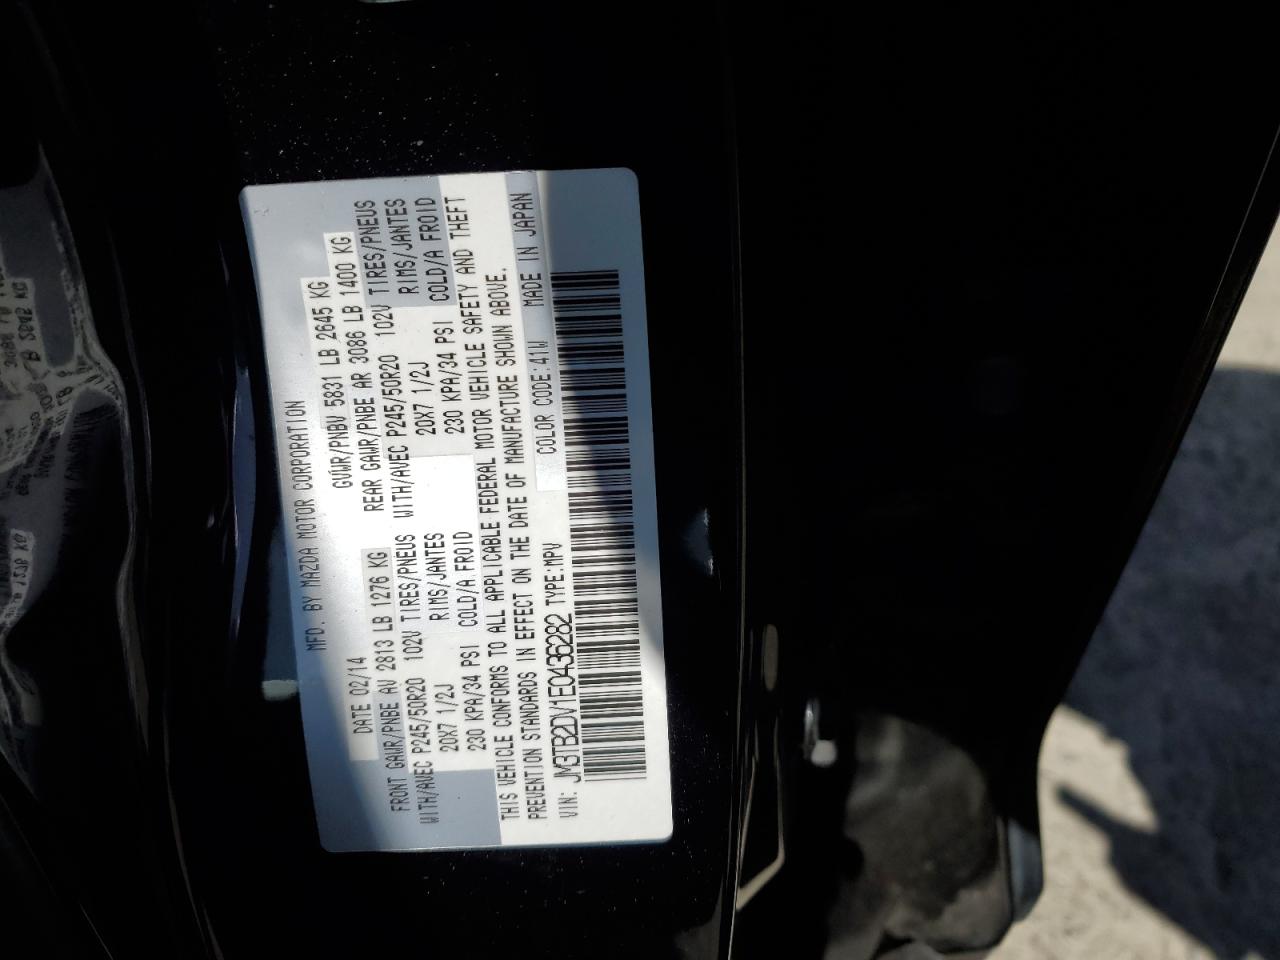 MFD. BY MAZDA MOTOR CORPORATION
DATE 02/14 GVWR/PNBV 5831 LB 2645 KG
FRONT GAWR/PNBE AV 2813 LB 1276 KG REAR GAWR/PNBE AR 3086 LB 1400 KG
WITH/AVEC P245/50R20 102V TIRES/PNEUS WITH/AVEC P245/50R20 102V TIRES/PNEUS
20X7 1/2J RIMS/JANTES 20X7 1/2J RIMS/JANTES
230 KPA/34 PSI COLD/A FROID 230 KPA/34 PSI COLD/A FROID
THIS VEHICLE CONFORMS TO ALL APPLICABLE FEDERAL MOTOR VEHICLE SAFETY AND THEFT
PREVENTION STANDARDS IN EFFECT ON THE DATE OF MANUFACTURE SHOWN ABOVE.
VIN: JM3TB2DV1E0436282 TYPE:MPV COLOR CODE:41W MADE IN JAPAN